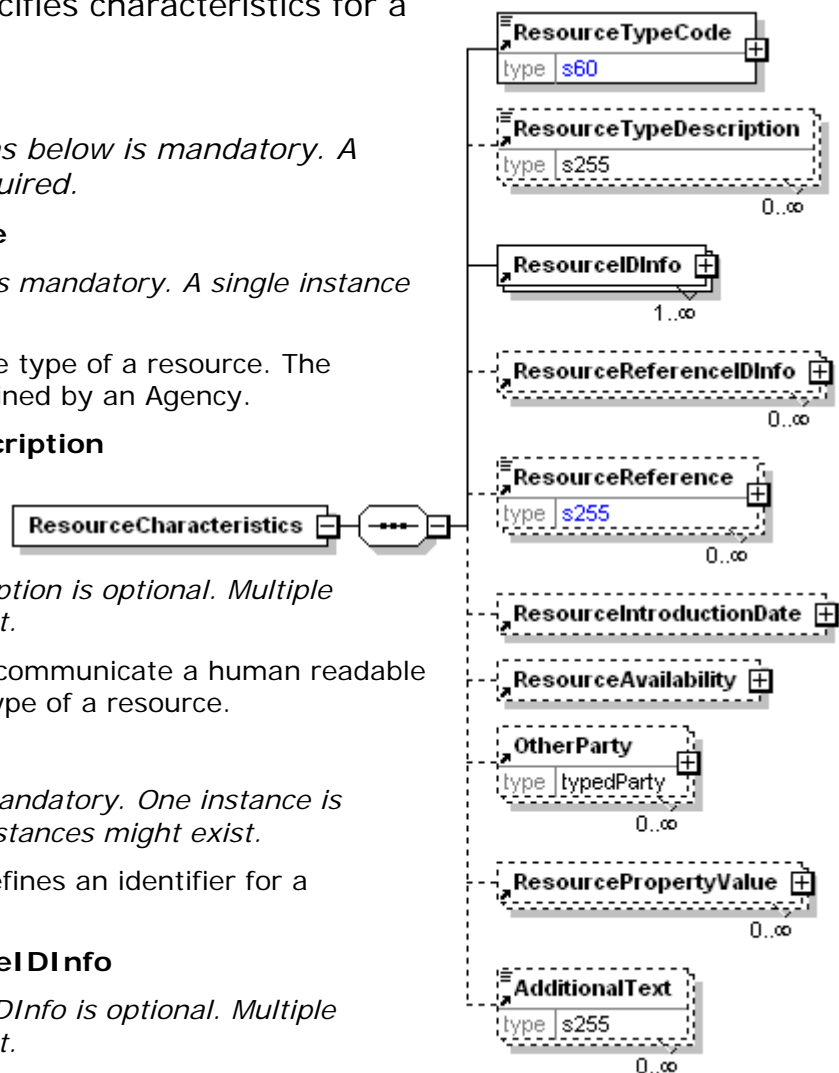 cifies characteristics for a
below is mandatory. A
uired.
s mandatory. A single instance
type of a resource. The
ined by an Agency.
cription
ResourceCharacteristics
ption is optional. Multiple
t.
communicate a human readable
ype of a resource.
andatory. One instance is
stances might exist.
efines an identifier for a
eIDInfo
DInfo is optional. Multiple
t.
ResourceTypeCode
type s60
ResourceTypeDescription
type s255
0..∞
ResourceIDInfo
1..∞
ResourceReferenceIDInfo
0..∞
ResourceReference
type s255
0..∞
ResourceIntroductionDate
ResourceAvailability
OtherParty
type typedParty
0..∞
ResourcePropertyValue
0..∞
AdditionalText
type s255
0..∞